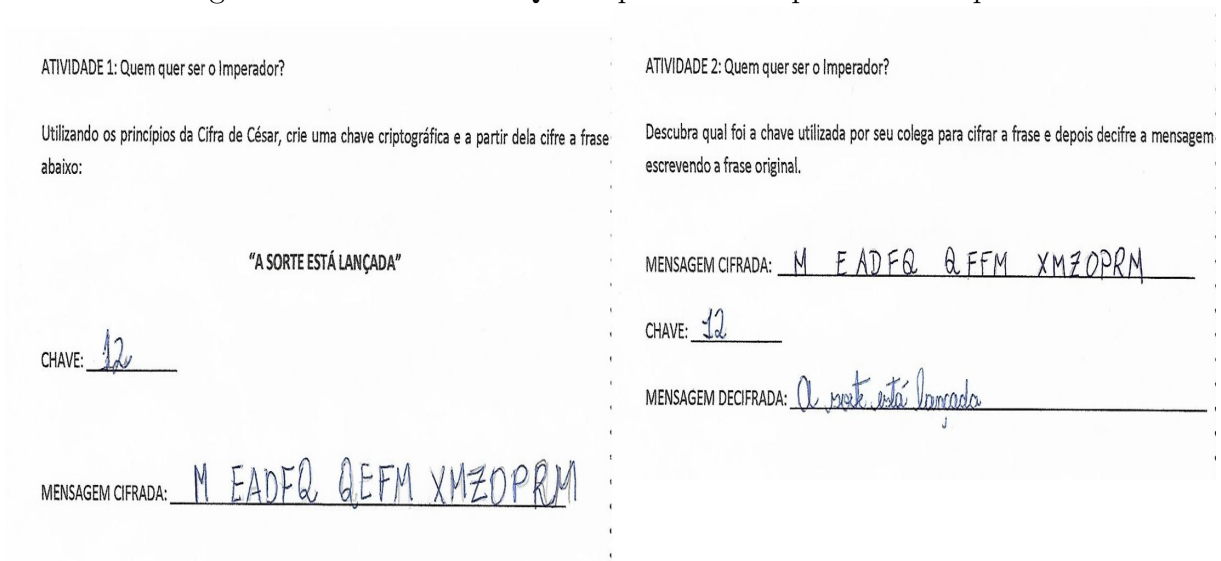 ATIVIDADE 1: Quem quer ser o Imperador?
Utilizando os princípios da Cifra de César, crie uma chave criptográfica e a partir dela cifre a frase
abaixo:
"A SORTE ESTÁ LANÇADA"
CHAVE: 12
MENSAGEM CIFRADA: M EADFQ QEFM XMZOPRM
ATIVIDADE 2: Quem quer ser o Imperador?
Descubra qual foi a chave utilizada por seu colega para cifrar a frase e depois decifre a mensagem
escrevendo a frase original.
MENSAGEM CIFRADA: M EADFQ QFFM XMZOPRM
CHAVE: 12
MENSAGEM DECIFRADA: A sorte está lançada